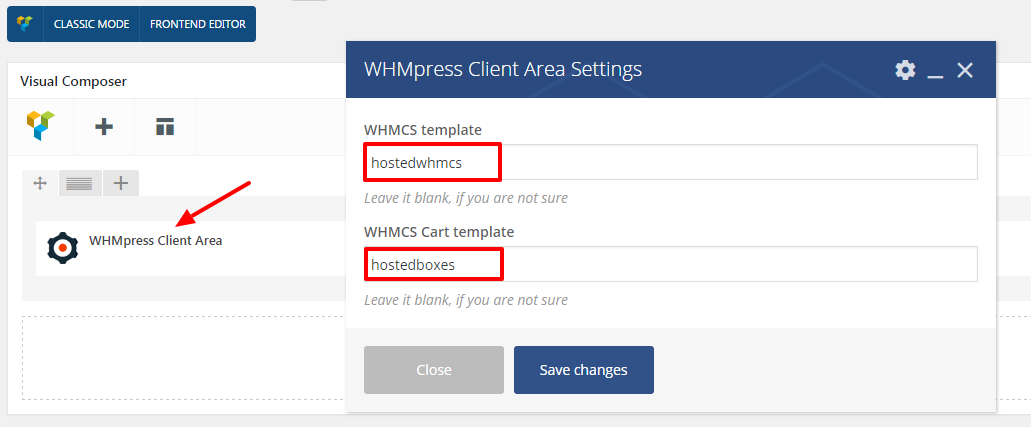 CLASSIC MODE FRONTEND EDITOR
Visual Composer
WHMpress Client Area
WHMpress Client Area Settings
WHMCS template
hostedwhmcs
Leave it blank, if you are not sure
WHMCS Cart template
hostedboxes
Leave it blank, if you are not sure
Close Save changes